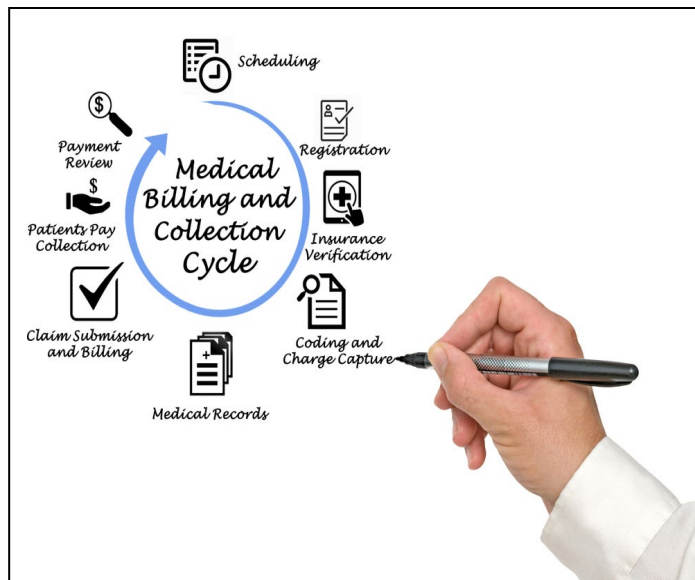 Scheduling
Registration
Insurance
Verification
Coding and
Charge Capture
Medical Records
Claim Submission
and Billing
Patients Pay
Collection
Payment
Review
Medical
Billing and
Collection
Cycle
$
$